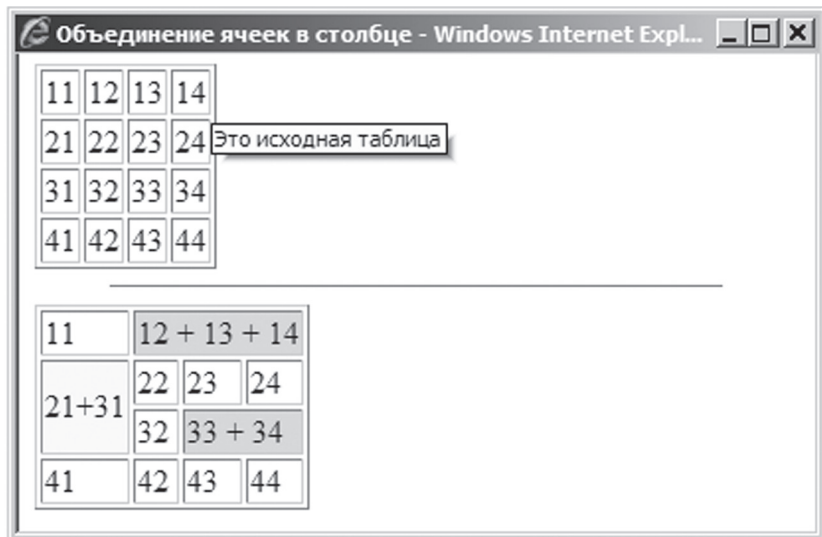 Объединение ячеек в столбце - Windows Internet Expl...
11 12 13 14
21 22 23 24 Это исходная таблица
31 32 33 34
41 42 43 44
11 12 + 13 + 14
21+31 22 23 24
32 33 + 34
41 42 43 44